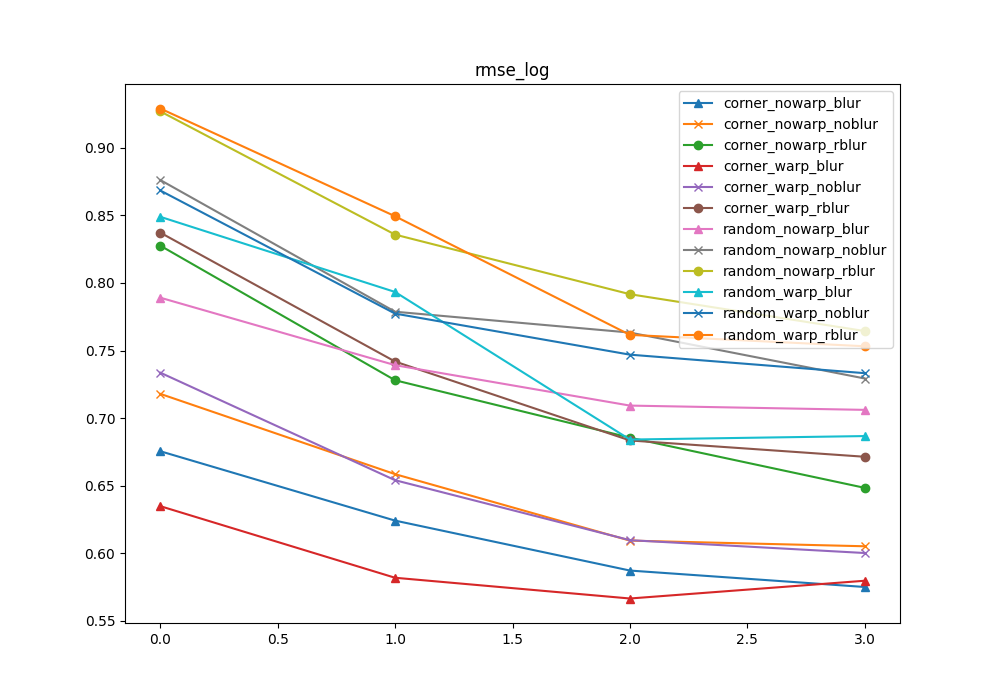 rmse_log
0.90
0.85
0.80
0.75
0.70
0.65
0.60
0.55
corner_nowarp_blur
corner_nowarp_noblur
corner_nowarp_rblur
corner_warp_blur
corner_warp_noblur
corner_warp_rblur
random_nowarp_blur
random_nowarp_noblur
random_nowarp_rblur
random_warp_blur
random_warp_noblur
random_warp_rblur
0.0 0.5 1.0 1.5 2.0 2.5 3.0